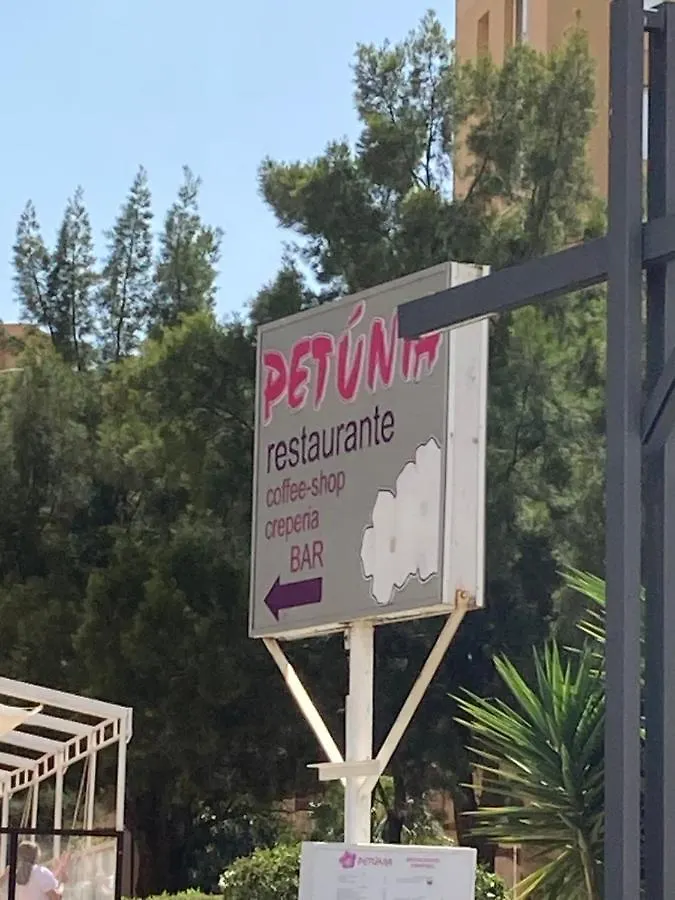 PETÚNIA
restaurante
coffee-shop
creperia
BAR
PETÚNIA